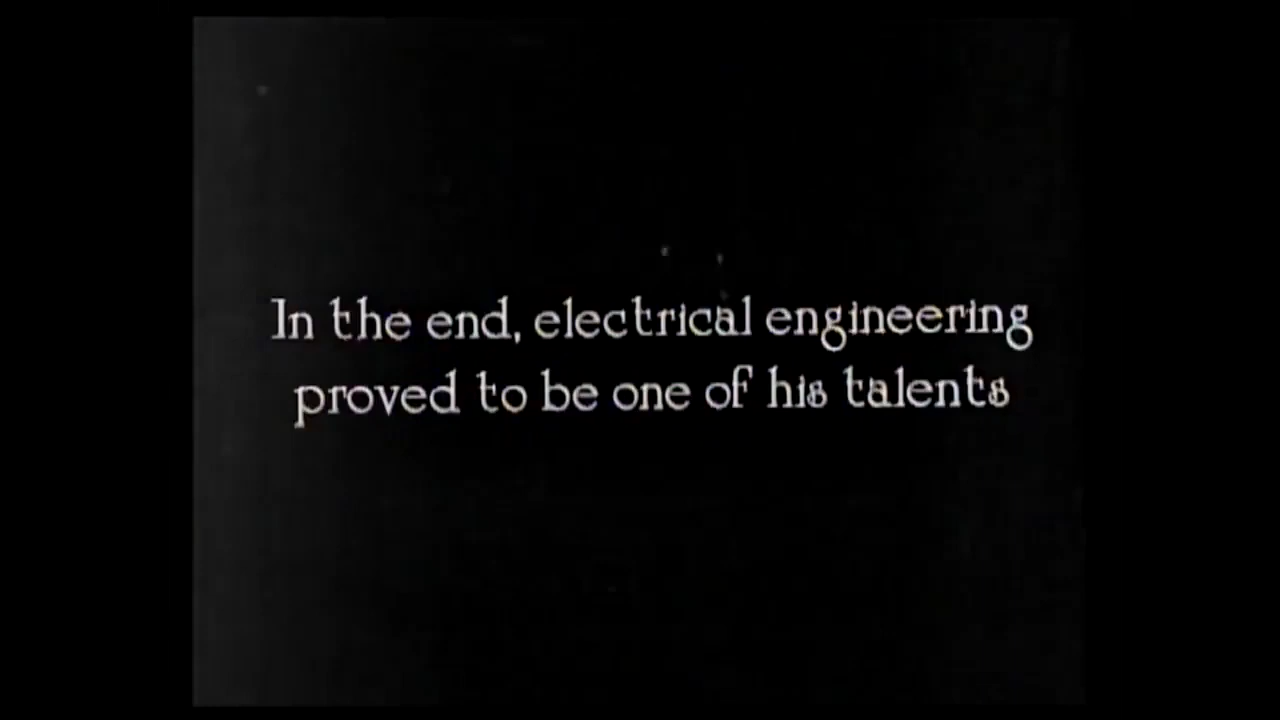 In the end, electrical engineering
proved to be one of his talents